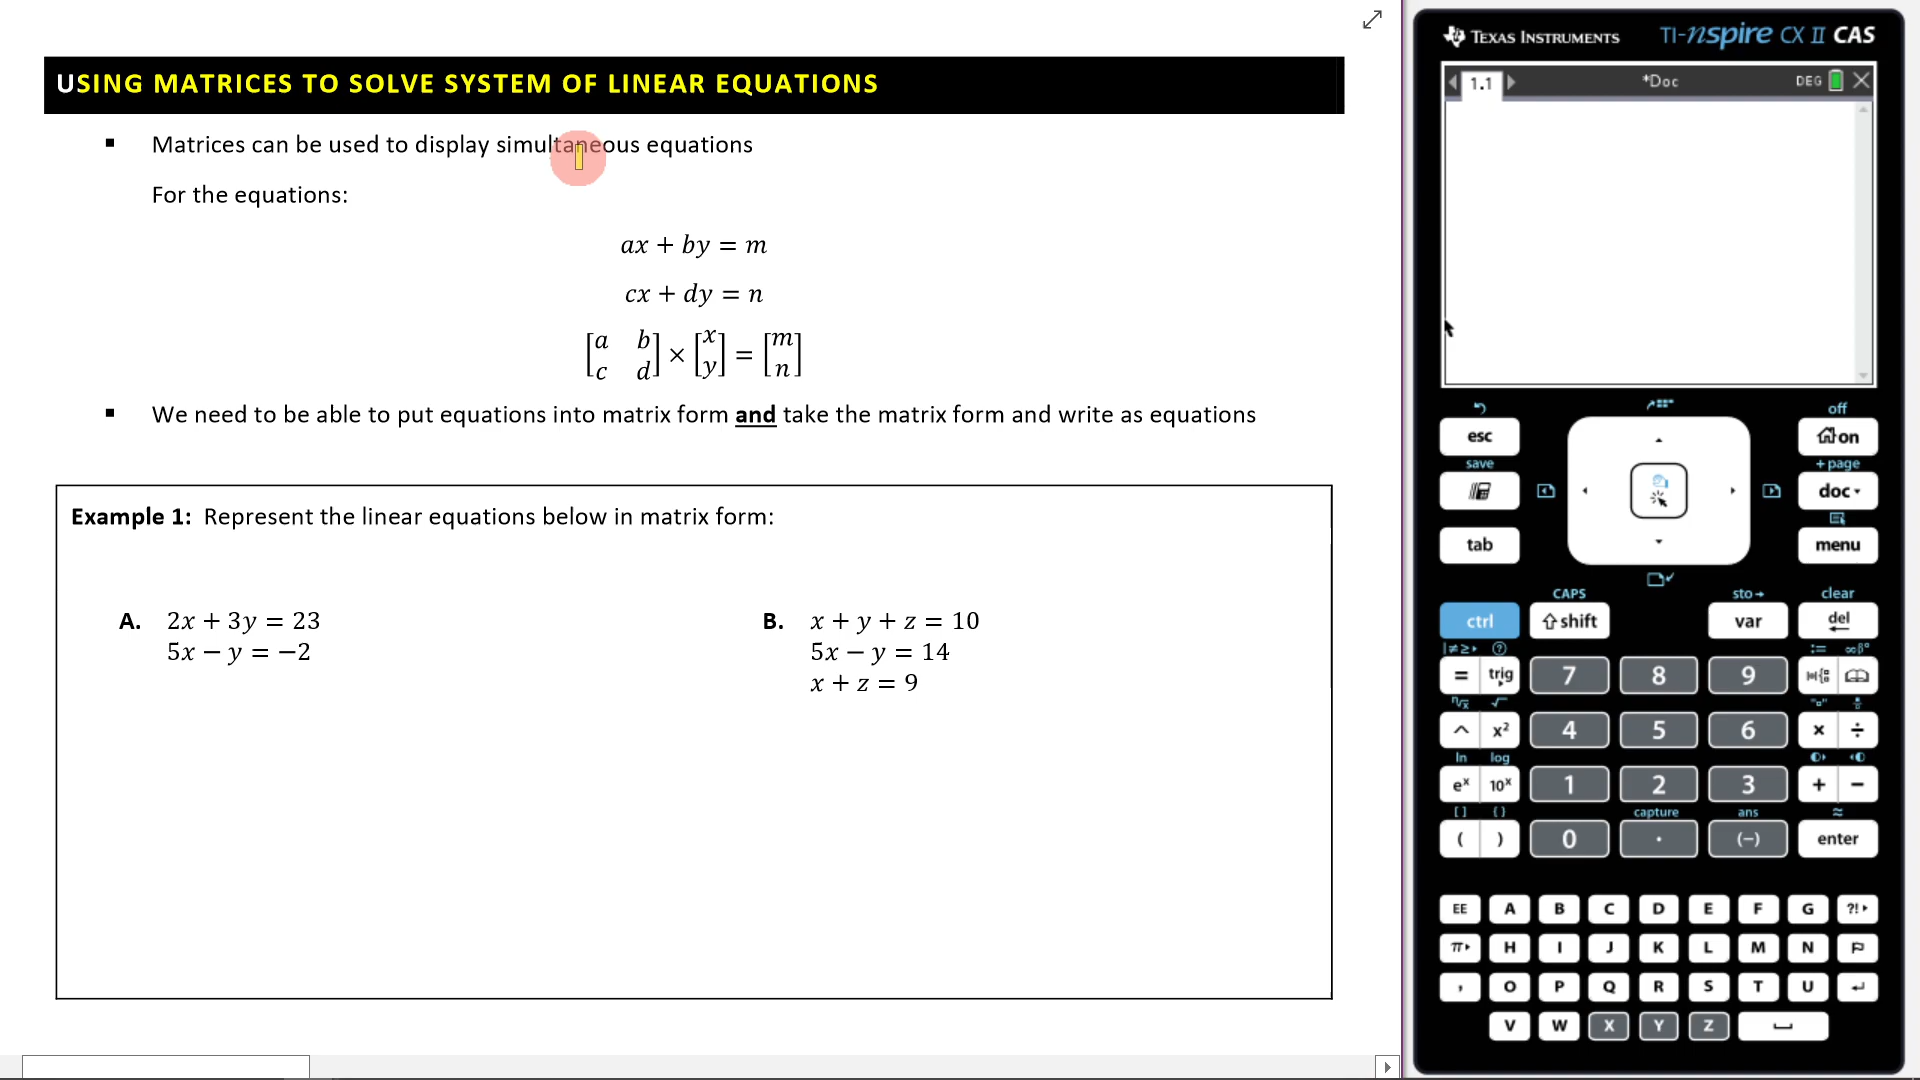 USING MATRICES TO SOLVE SYSTEM OF LINEAR EQUATIONS
▪ Matrices can be used to display simultaneous equations
For the equations:
ax + by = m
cx + dy = n
[a b
c d] × [x
y] = [m
n]
▪ We need to be able to put equations into matrix form and take the matrix form and write as equations
Example 1: Represent the linear equations below in matrix form:
A. 2x + 3y = 23
5x − y = −2
B. x + y + z = 10
5x − y = 14
x + z = 9
TEXAS INSTRUMENTS TI-nspire CX II CAS
1.1 *Doc DEG
off
esc on
save + page
doc
tab menu
CAPS sto→ clear
ctrl shift var del
|≠≥▸ ? := ∞β°
= trig 7 8 9
ⁿ√x √
^ x² 4 5 6 × ÷
ln log
eˣ 10ˣ 1 2 3 + −
[ ] { } capture ans ≈
( ) 0 . (−) enter
EE A B C D E F G ?!▸
π▸ H I J K L M N
, O P Q R S T U ↵
V W X Y Z